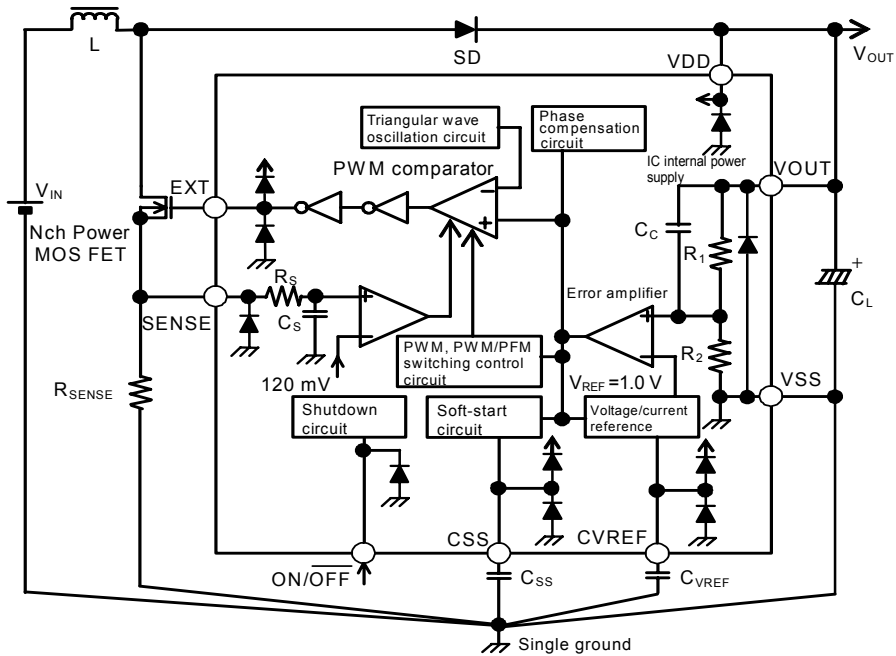 L
SD
VDD
VOUT
Triangular wave
oscillation circuit
Phase
compensation
circuit
PWM comparator
IC internal power
supply
VOUT
VIN
EXT
−
+
CC
R1
+
CL
Nch Power
MOS FET
RS
Error amplifier
SENSE
CS
+
−
+
−
R2
120 mV
PWM, PWM/PFM
switching control
circuit
VREF =1.0 V
VSS
RSENSE
Shutdown
circuit
Soft-start
circuit
Voltage/current
reference
CSS
CVREF
ON/OFF
CSS
CVREF
Single ground